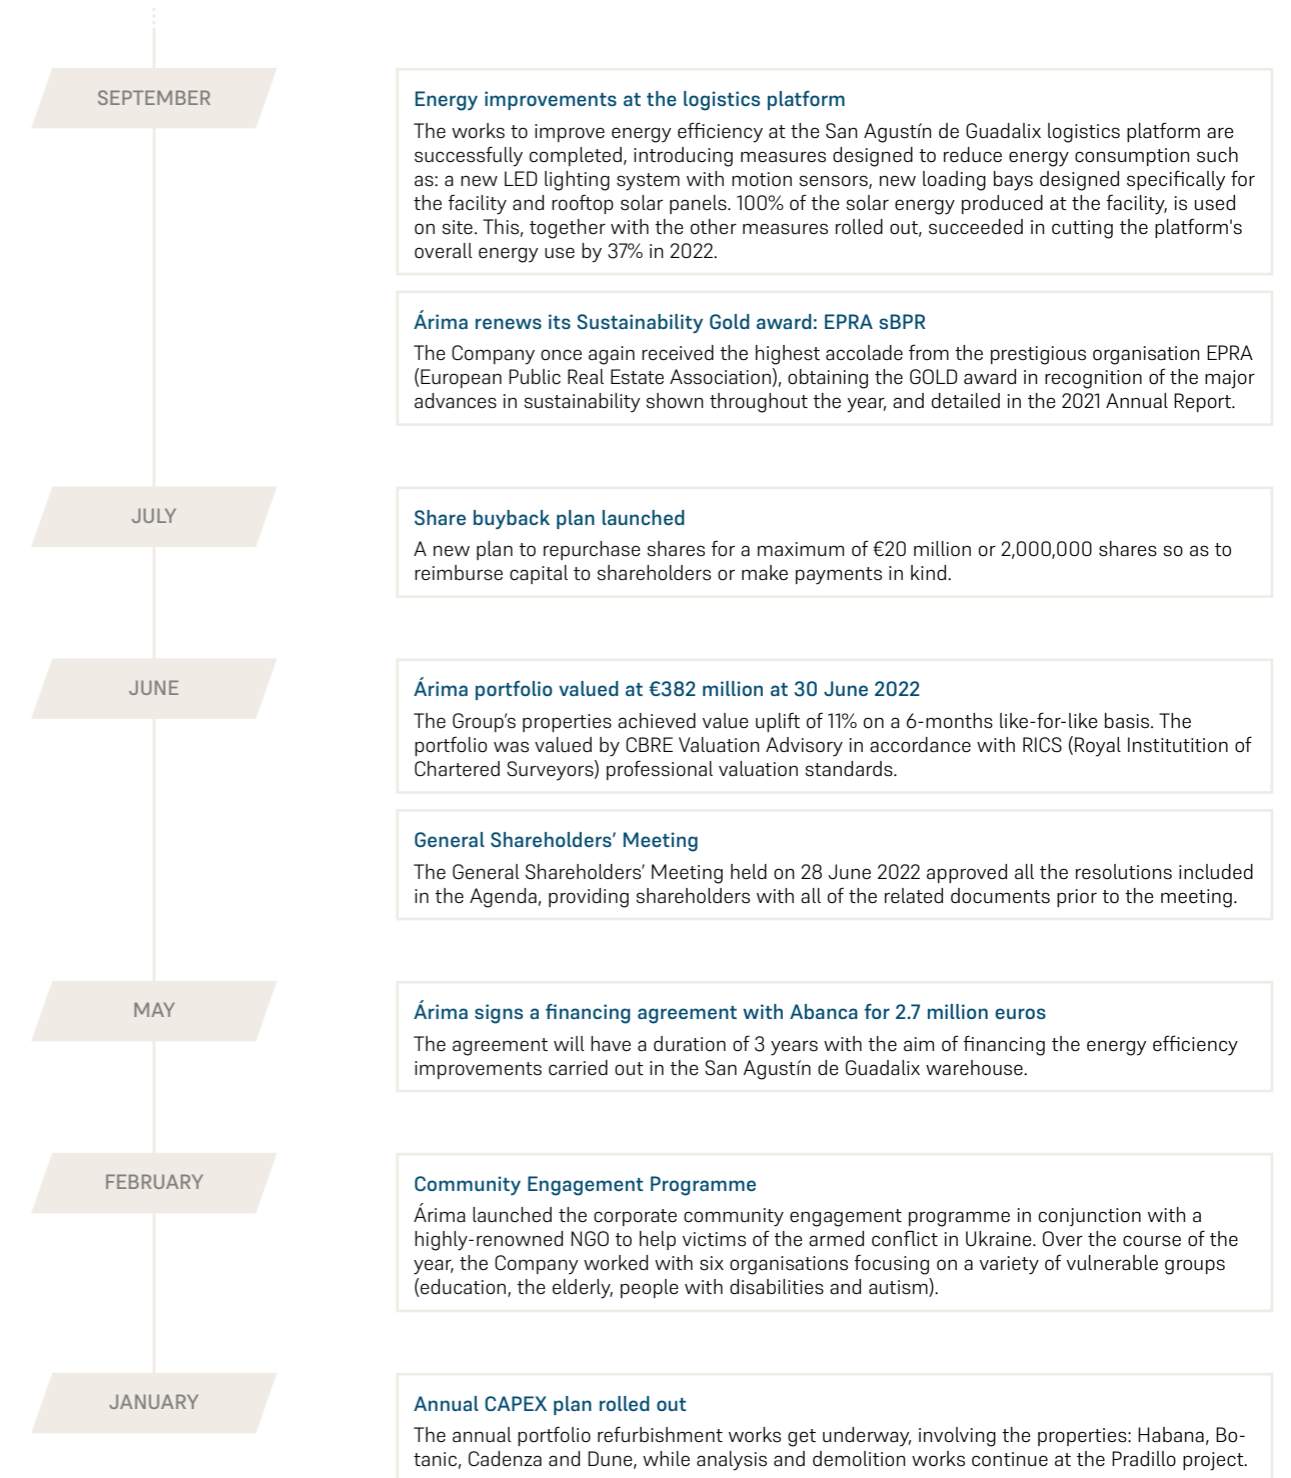 SEPTEMBER
Energy improvements at the logistics platform
The works to improve energy efficiency at the San Agustín de Guadalix logistics platform are
successfully completed, introducing measures designed to reduce energy consumption such
as: a new LED lighting system with motion sensors, new loading bays designed specifically for
the facility and rooftop solar panels. 100% of the solar energy produced at the facility, is used
on site. This, together with the other measures rolled out, succeeded in cutting the platform's
overall energy use by 37% in 2022.
Árima renews its Sustainability Gold award: EPRA sBPR
The Company once again received the highest accolade from the prestigious organisation EPRA
(European Public Real Estate Association), obtaining the GOLD award in recognition of the major
advances in sustainability shown throughout the year, and detailed in the 2021 Annual Report.
JULY
Share buyback plan launched
A new plan to repurchase shares for a maximum of €20 million or 2,000,000 shares so as to
reimburse capital to shareholders or make payments in kind.
JUNE
Árima portfolio valued at €382 million at 30 June 2022
The Group's properties achieved value uplift of 11% on a 6-months like-for-like basis. The
portfolio was valued by CBRE Valuation Advisory in accordance with RICS (Royal Institutition of
Chartered Surveyors) professional valuation standards.
General Shareholders' Meeting
The General Shareholders' Meeting held on 28 June 2022 approved all the resolutions included
in the Agenda, providing shareholders with all of the related documents prior to the meeting.
MAY
Árima signs a financing agreement with Abanca for 2.7 million euros
The agreement will have a duration of 3 years with the aim of financing the energy efficiency
improvements carried out in the San Agustín de Guadalix warehouse.
FEBRUARY
Community Engagement Programme
Árima launched the corporate community engagement programme in conjunction with a
highly-renowned NGO to help victims of the armed conflict in Ukraine. Over the course of the
year, the Company worked with six organisations focusing on a variety of vulnerable groups
(education, the elderly, people with disabilities and autism).
JANUARY
Annual CAPEX plan rolled out
The annual portfolio refurbishment works get underway, involving the properties: Habana, Bo-
tanic, Cadenza and Dune, while analysis and demolition works continue at the Pradillo project.